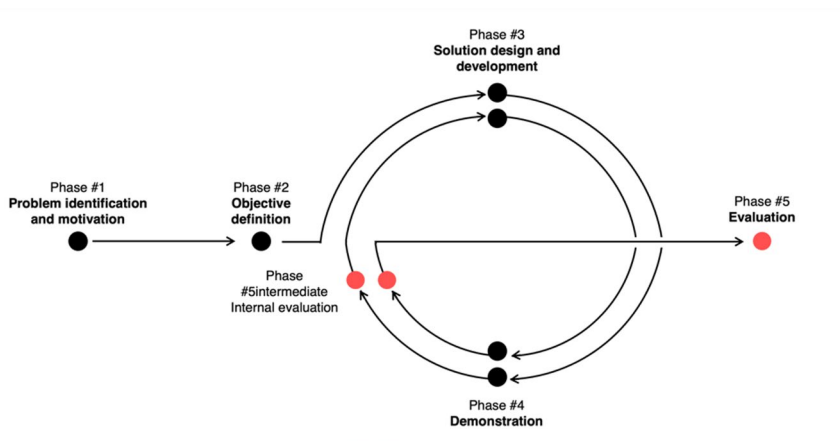 Phase #3
Solution design and
development
Phase #1
Problem identification
and motivation
Phase #2
Objective
definition
Phase #5
Evaluation
Phase
#5intermediate
Internal evaluation
Phase #4
Demonstration